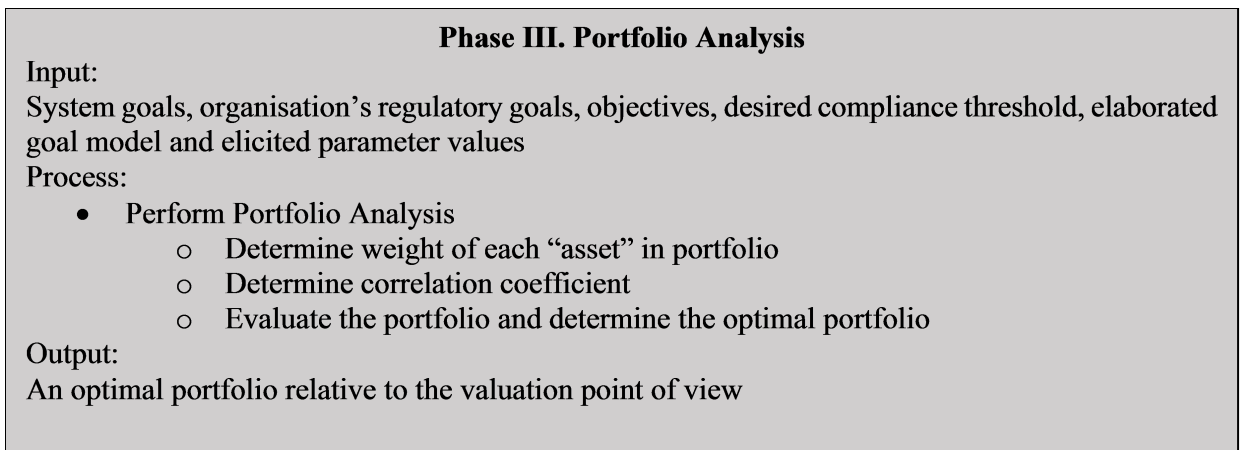 Phase III. Portfolio Analysis
Input:
System goals, organisation’s regulatory goals, objectives, desired compliance threshold, elaborated
goal model and elicited parameter values
Process:
• Perform Portfolio Analysis
o Determine weight of each “asset” in portfolio
o Determine correlation coefficient
o Evaluate the portfolio and determine the optimal portfolio
Output:
An optimal portfolio relative to the valuation point of view